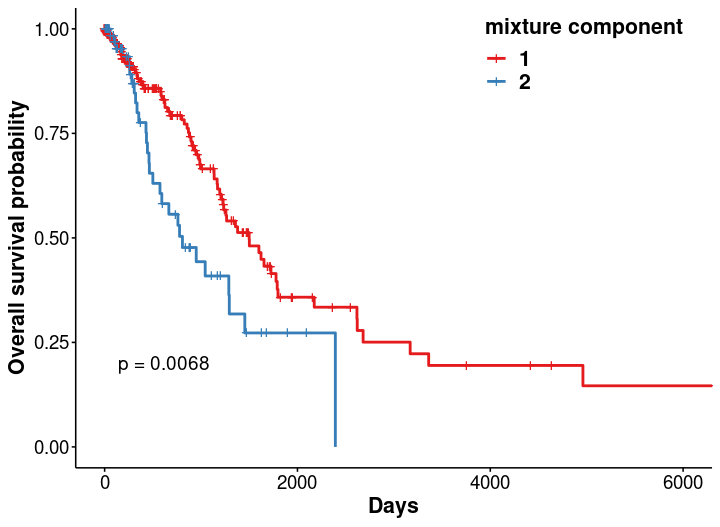 mixture component
1
2
Overall survival probability
1.00
0.75
0.50
0.25
0.00
p = 0.0068
0 2000 4000 6000
Days